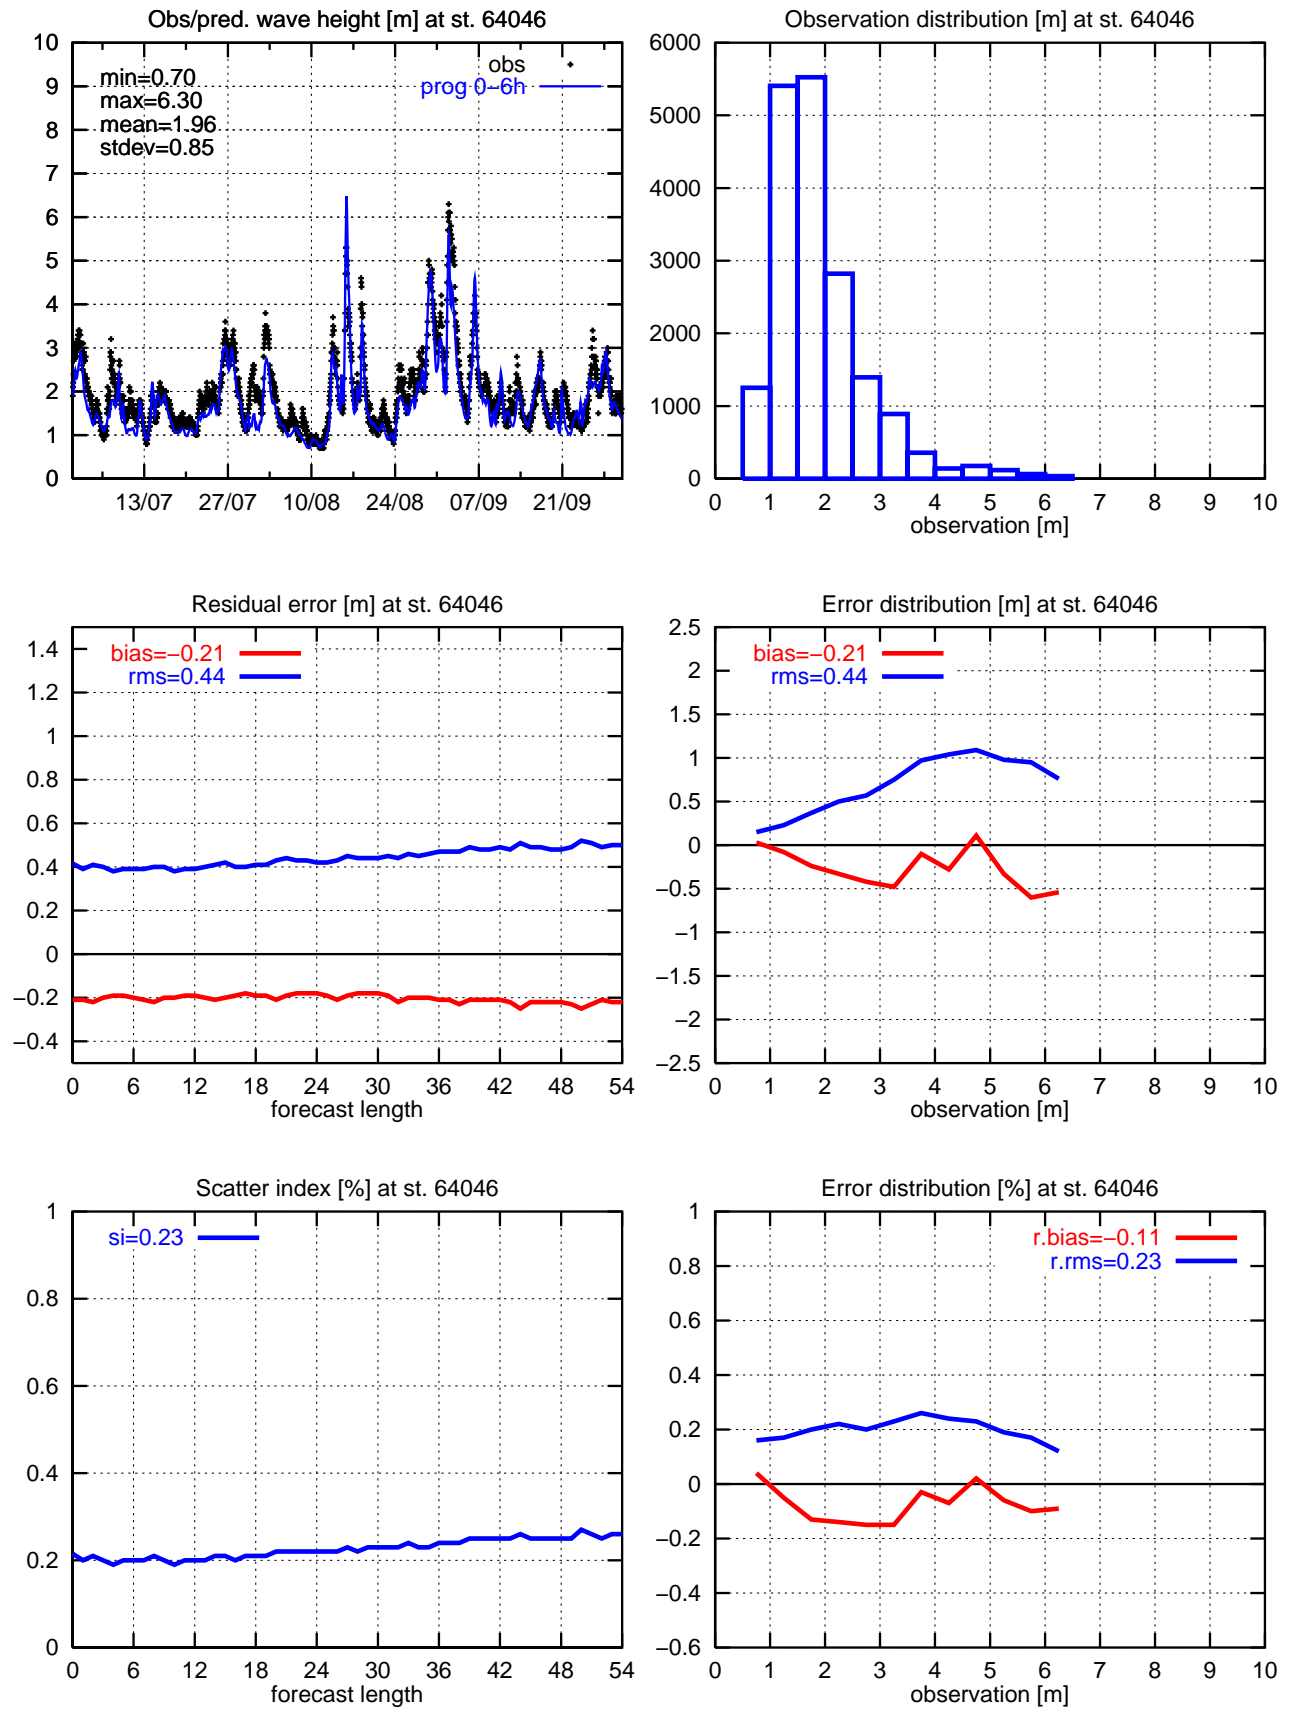 Obs/pred. wave height [m] at st. 64046
10
9
8
7
6
5
4
3
2
1
0
min=0.70
max=6.30
mean=1.96
stdev=0.85
obs
prog 0−6h
13/07 27/07 10/08 24/08 07/09 21/09
Observation distribution [m] at st. 64046
6000
5000
4000
3000
2000
1000
0
0 1 2 3 4 5 6 7 8 9 10
observation [m]
Residual error [m] at st. 64046
1.4
1.2
1
0.8
0.6
0.4
0.2
0
−0.2
−0.4
bias=−0.21
rms=0.44
0 6 12 18 24 30 36 42 48 54
forecast length
Error distribution [m] at st. 64046
2.5
2
1.5
1
0.5
0
−0.5
−1
−1.5
−2
−2.5
bias=−0.21
rms=0.44
0 1 2 3 4 5 6 7 8 9 10
observation [m]
Scatter index [%] at st. 64046
1
0.8
0.6
0.4
0.2
0
si=0.23
0 6 12 18 24 30 36 42 48 54
forecast length
Error distribution [%] at st. 64046
1
0.8
0.6
0.4
0.2
0
−0.2
−0.4
−0.6
r.bias=−0.11
r.rms=0.23
0 1 2 3 4 5 6 7 8 9 10
observation [m]